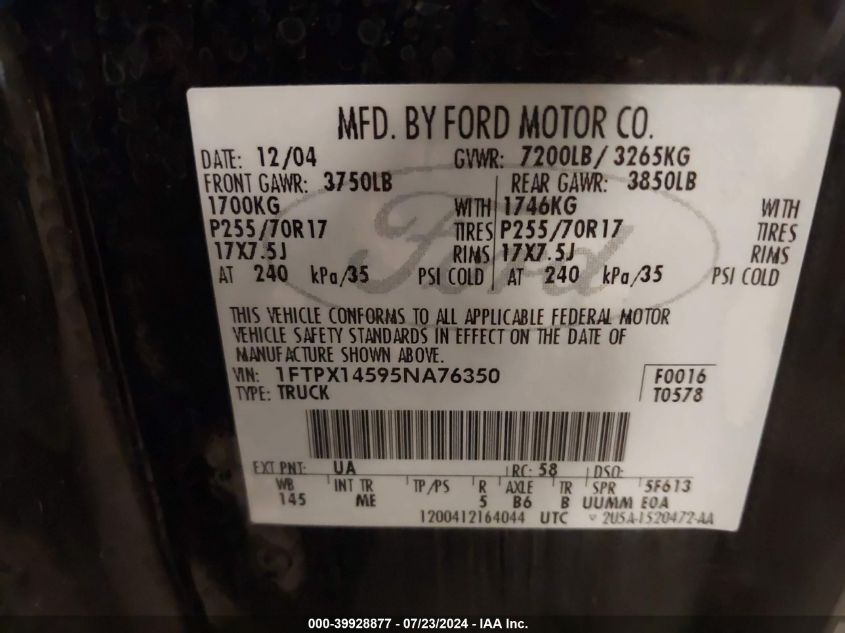 MFD. BY FORD MOTOR CO.
DATE: 12/04 GVWR: 7200LB/ 3265KG
FRONT GAWR: 3750LB REAR GAWR: 3850LB
1700KG WITH 1746KG WITH
P255/70R17 TIRES P255/70R17 TIRES
17X7.5J RIMS 17X7.5J RIMS
AT 240 kPa/35 PSI COLD AT 240 kPa/35 PSI COLD
Ford
THIS VEHICLE CONFORMS TO ALL APPLICABLE FEDERAL MOTOR
VEHICLE SAFETY STANDARDS IN EFFECT ON THE DATE OF
MANUFACTURE SHOWN ABOVE.
VIN: 1FTPX14595NA76350 F0016
TYPE: TRUCK T0578
EXT PNT: UA RC: 58 DSO:
WB INT TR TP/PS R AXLE TR SPR 5F613
145 ME 5 B6 B UUMM E0A
1200412164044 UTC 2U5A-1520472-AA
000-39928877 - 07/23/2024 - IAA Inc.